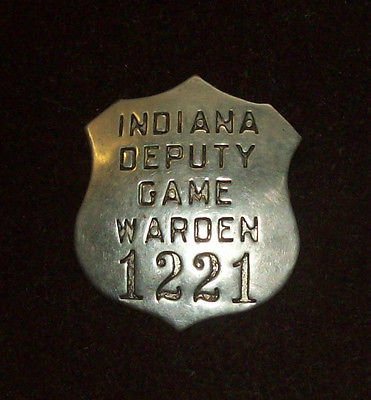 INDIANA
DEPUTY
GAME
WARDEN
1221